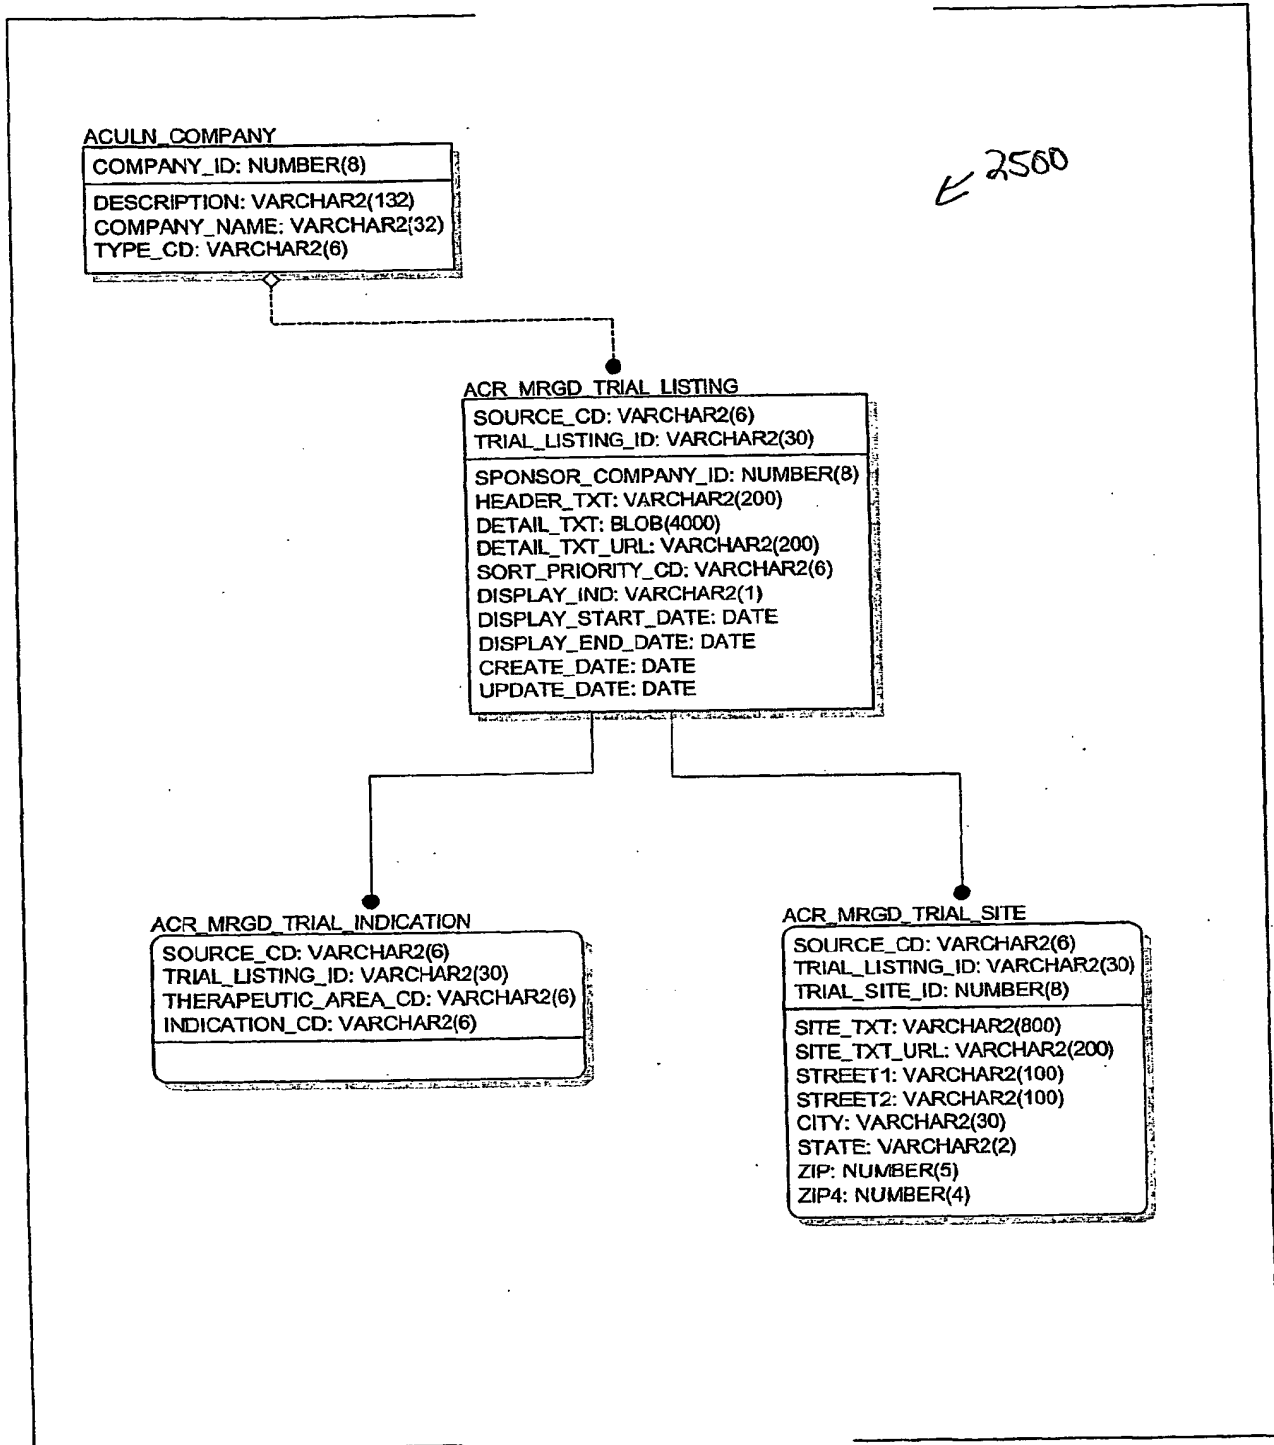 2500
ACULN_COMPANY
COMPANY_ID: NUMBER(8)
DESCRIPTION: VARCHAR2(132)
COMPANY_NAME: VARCHAR2(32)
TYPE_CD: VARCHAR2(6)
ACR_MRGD_TRIAL_LISTING
SOURCE_CD: VARCHAR2(6)
TRIAL_LISTING_ID: VARCHAR2(30)
SPONSOR_COMPANY_ID: NUMBER(8)
HEADER_TXT: VARCHAR2(200)
DETAIL_TXT: BLOB(4000)
DETAIL_TXT_URL: VARCHAR2(200)
SORT_PRIORITY_CD: VARCHAR2(6)
DISPLAY_IND: VARCHAR2(1)
DISPLAY_START_DATE: DATE
DISPLAY_END_DATE: DATE
CREATE_DATE: DATE
UPDATE_DATE: DATE
ACR_MRGD_TRIAL_INDICATION
SOURCE_CD: VARCHAR2(6)
TRIAL_LISTING_ID: VARCHAR2(30)
THERAPEUTIC_AREA_CD: VARCHAR2(6)
INDICATION_CD: VARCHAR2(6)
ACR_MRGD_TRIAL_SITE
SOURCE_CD: VARCHAR2(6)
TRIAL_LISTING_ID: VARCHAR2(30)
TRIAL_SITE_ID: NUMBER(8)
SITE_TXT: VARCHAR2(800)
SITE_TXT_URL: VARCHAR2(200)
STREET1: VARCHAR2(100)
STREET2: VARCHAR2(100)
CITY: VARCHAR2(30)
STATE: VARCHAR2(2)
ZIP: NUMBER(5)
ZIP4: NUMBER(4)